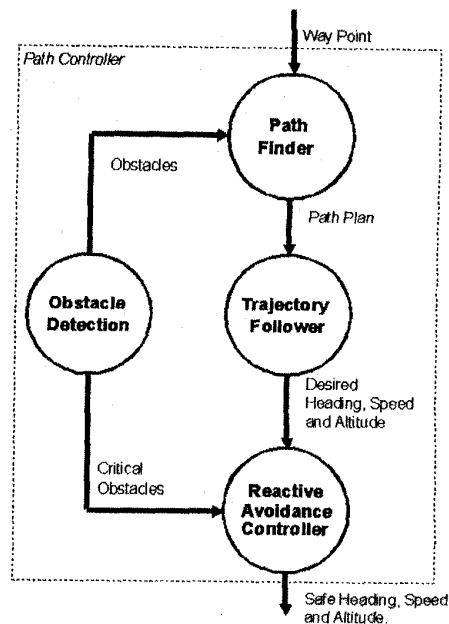 Way Point
Path Controller
Path
Finder
Obstacles
Path Plan
Obstacle
Detection
Trajectory
Follower
Desired
Heading, Speed
and Altitude
Critical
Obstacles
Reactive
Avoidance
Controller
Safe Heading, Speed
and Altitude.